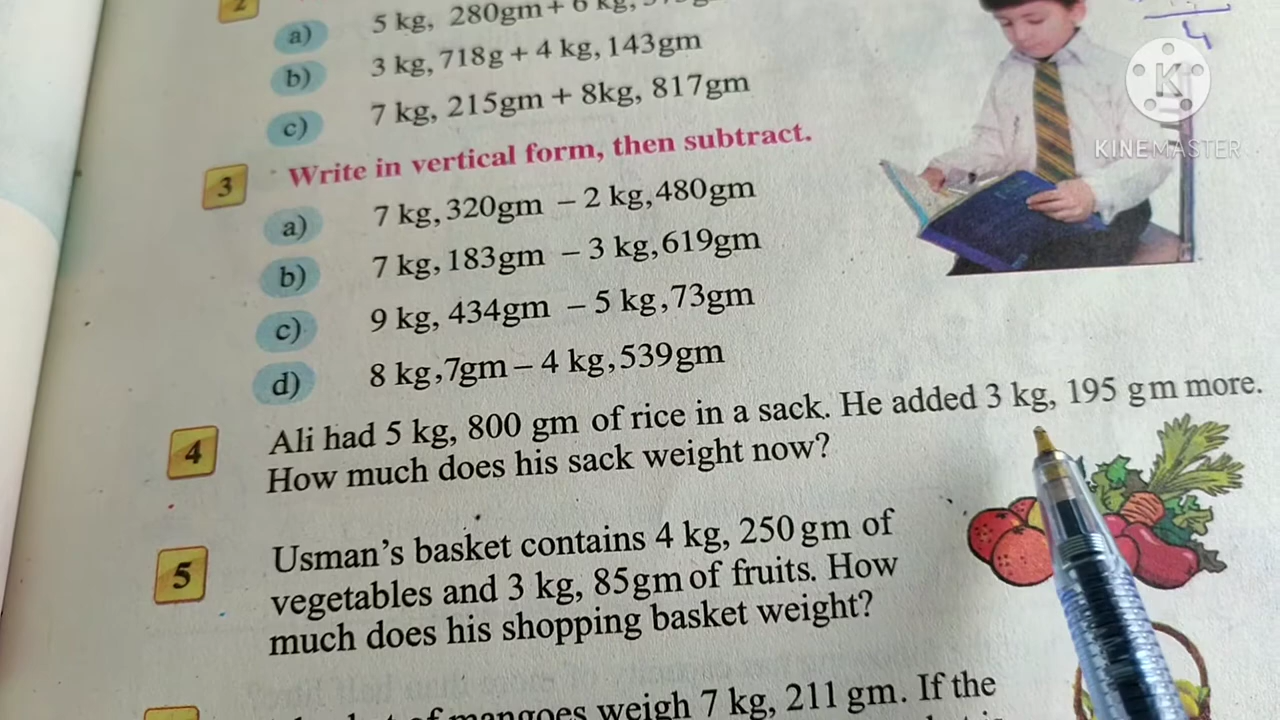 2
a) 5 kg, 280gm + 6 kg,
b) 3 kg, 718g + 4 kg, 143gm
c) 7 kg, 215gm + 8kg, 817gm
3 Write in vertical form, then subtract.
a) 7 kg, 320gm – 2 kg,480gm
b) 7 kg, 183gm – 3 kg,619gm
c) 9 kg, 434gm – 5 kg,73gm
d) 8 kg,7gm – 4 kg,539gm
4 Ali had 5 kg, 800 gm of rice in a sack. He added 3 kg, 195 gm more.
How much does his sack weight now?
5 Usman's basket contains 4 kg, 250 gm of
vegetables and 3 kg, 85gm of fruits. How
much does his shopping basket weight?
of mangoes weigh 7 kg, 211 gm. If the
4
K
KINEMASTER